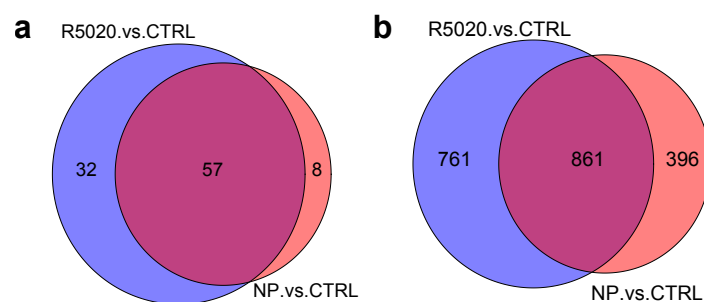 a
R5020.vs.CTRL
32
57
8
NP.vs.CTRL
b
R5020.vs.CTRL
761
861
396
NP.vs.CTRL